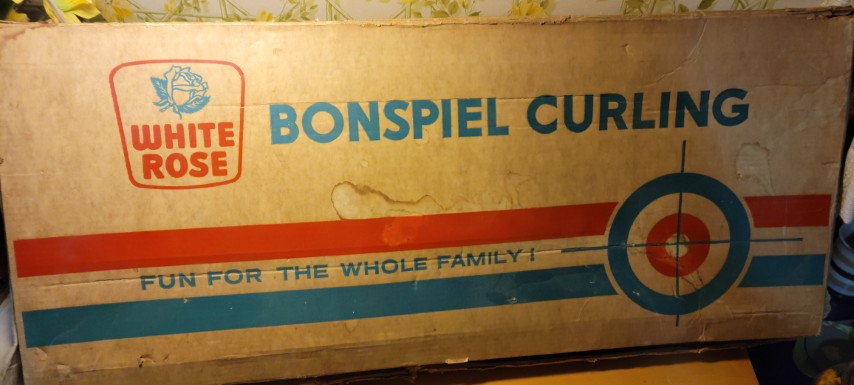 WHITE
ROSE
BONSPIEL CURLING
FUN FOR THE WHOLE FAMILY!